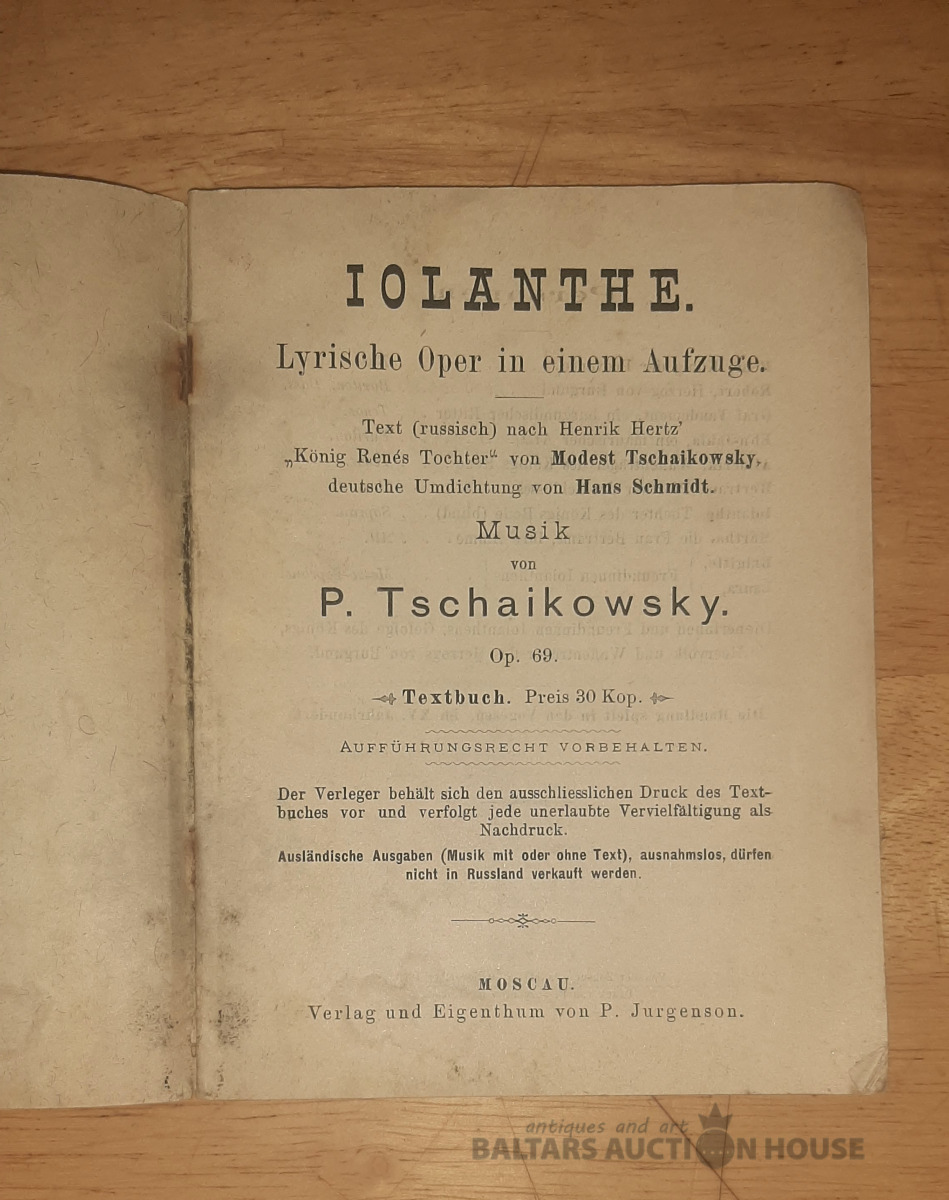 IOLANTHE.
Lyrische Oper in einem Aufzuge.
Text (russisch) nach Henrik Hertz'
„König Renés Tochter“ von Modest Tschaikowsky,
deutsche Umdichtung von Hans Schmidt.
Musik
von
P. Tschaikowsky.
Op. 69.
Textbuch. Preis 30 Kop.
AUFFÜHRUNGSRECHT VORBEHALTEN.
Der Verleger behält sich den ausschliesslichen Druck des Text-
buches vor und verfolgt jede unerlaubte Vervielfältigung als
Nachdruck.
Ausländische Ausgaben (Musik mit oder ohne Text), ausnahmslos, dürfen
nicht in Russland verkauft werden.
MOSCAU.
Verlag und Eigenthum von P. Jurgenson.
antiques and art
BALTARS AUCTION HOUSE